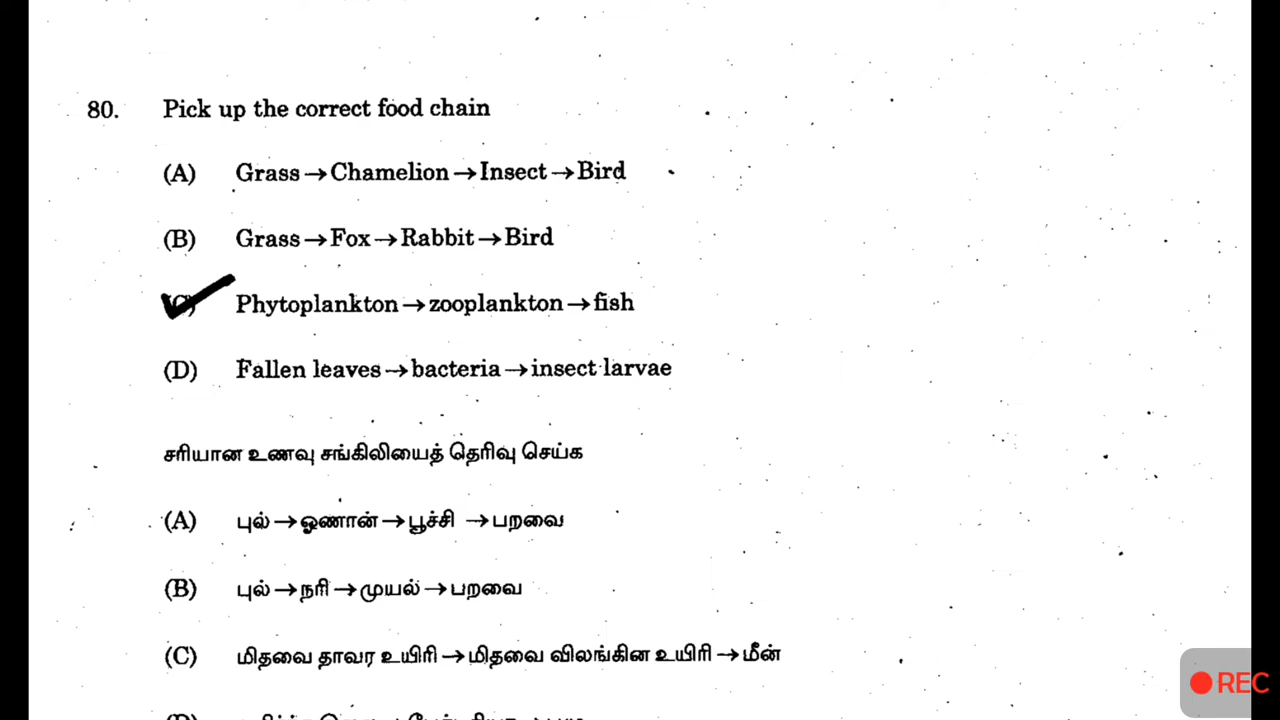 80. Pick up the correct food chain
(A) Grass → Chamelion → Insect → Bird
(B) Grass → Fox → Rabbit → Bird
(C) Phytoplankton → zooplankton → fish
(D) Fallen leaves → bacteria → insect larvae
சரியான உணவு சங்கிலியைத் தெரிவு செய்க
(A) புல் → ஓணான் → பூச்சி → பறவை
(B) புல் → நரி → முயல் → பறவை
(C) மிதவை தாவர உயிரி → மிதவை விலங்கின உயிரி → மீன்
REC